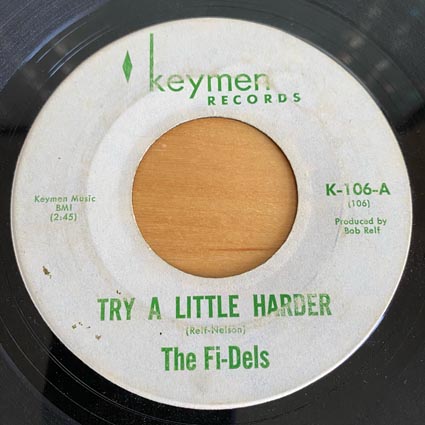 keymen
RECORDS
Keymen Music
BMI
(2:45)
K-106-A
(106)
Produced by
Bob Relf
TRY A LITTLE HARDER
(Relf-Nelson)
The Fi-Dels